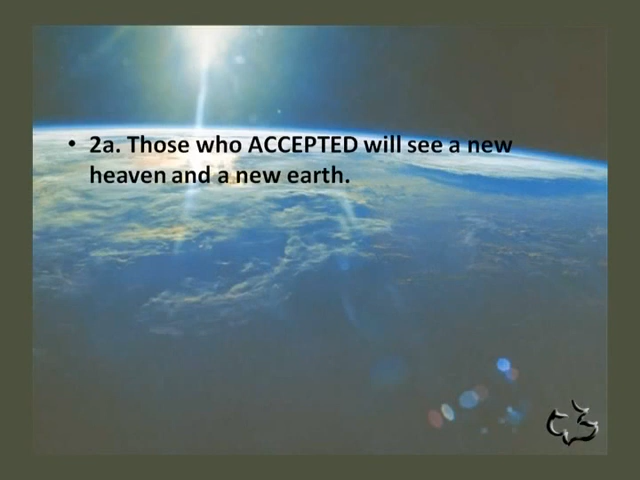 • 2a. Those who ACCEPTED will see a new
heaven and a new earth.